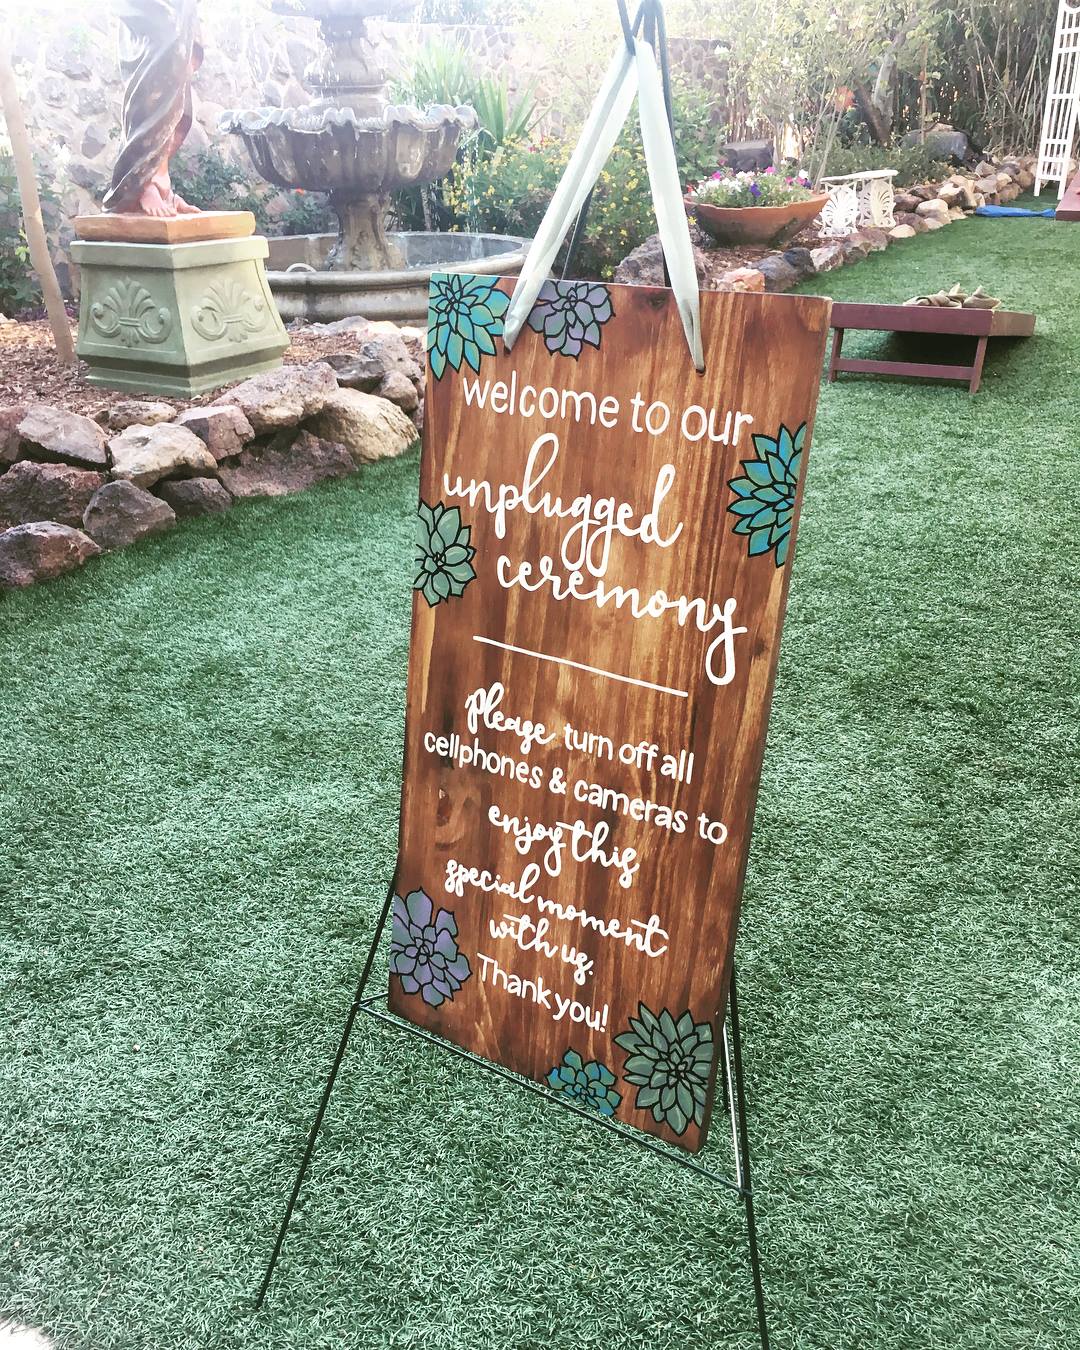 welcome to our
unplugged
ceremony
Please turn off all
cellphones & cameras to
enjoy this
special moment
with us.
Thank you!